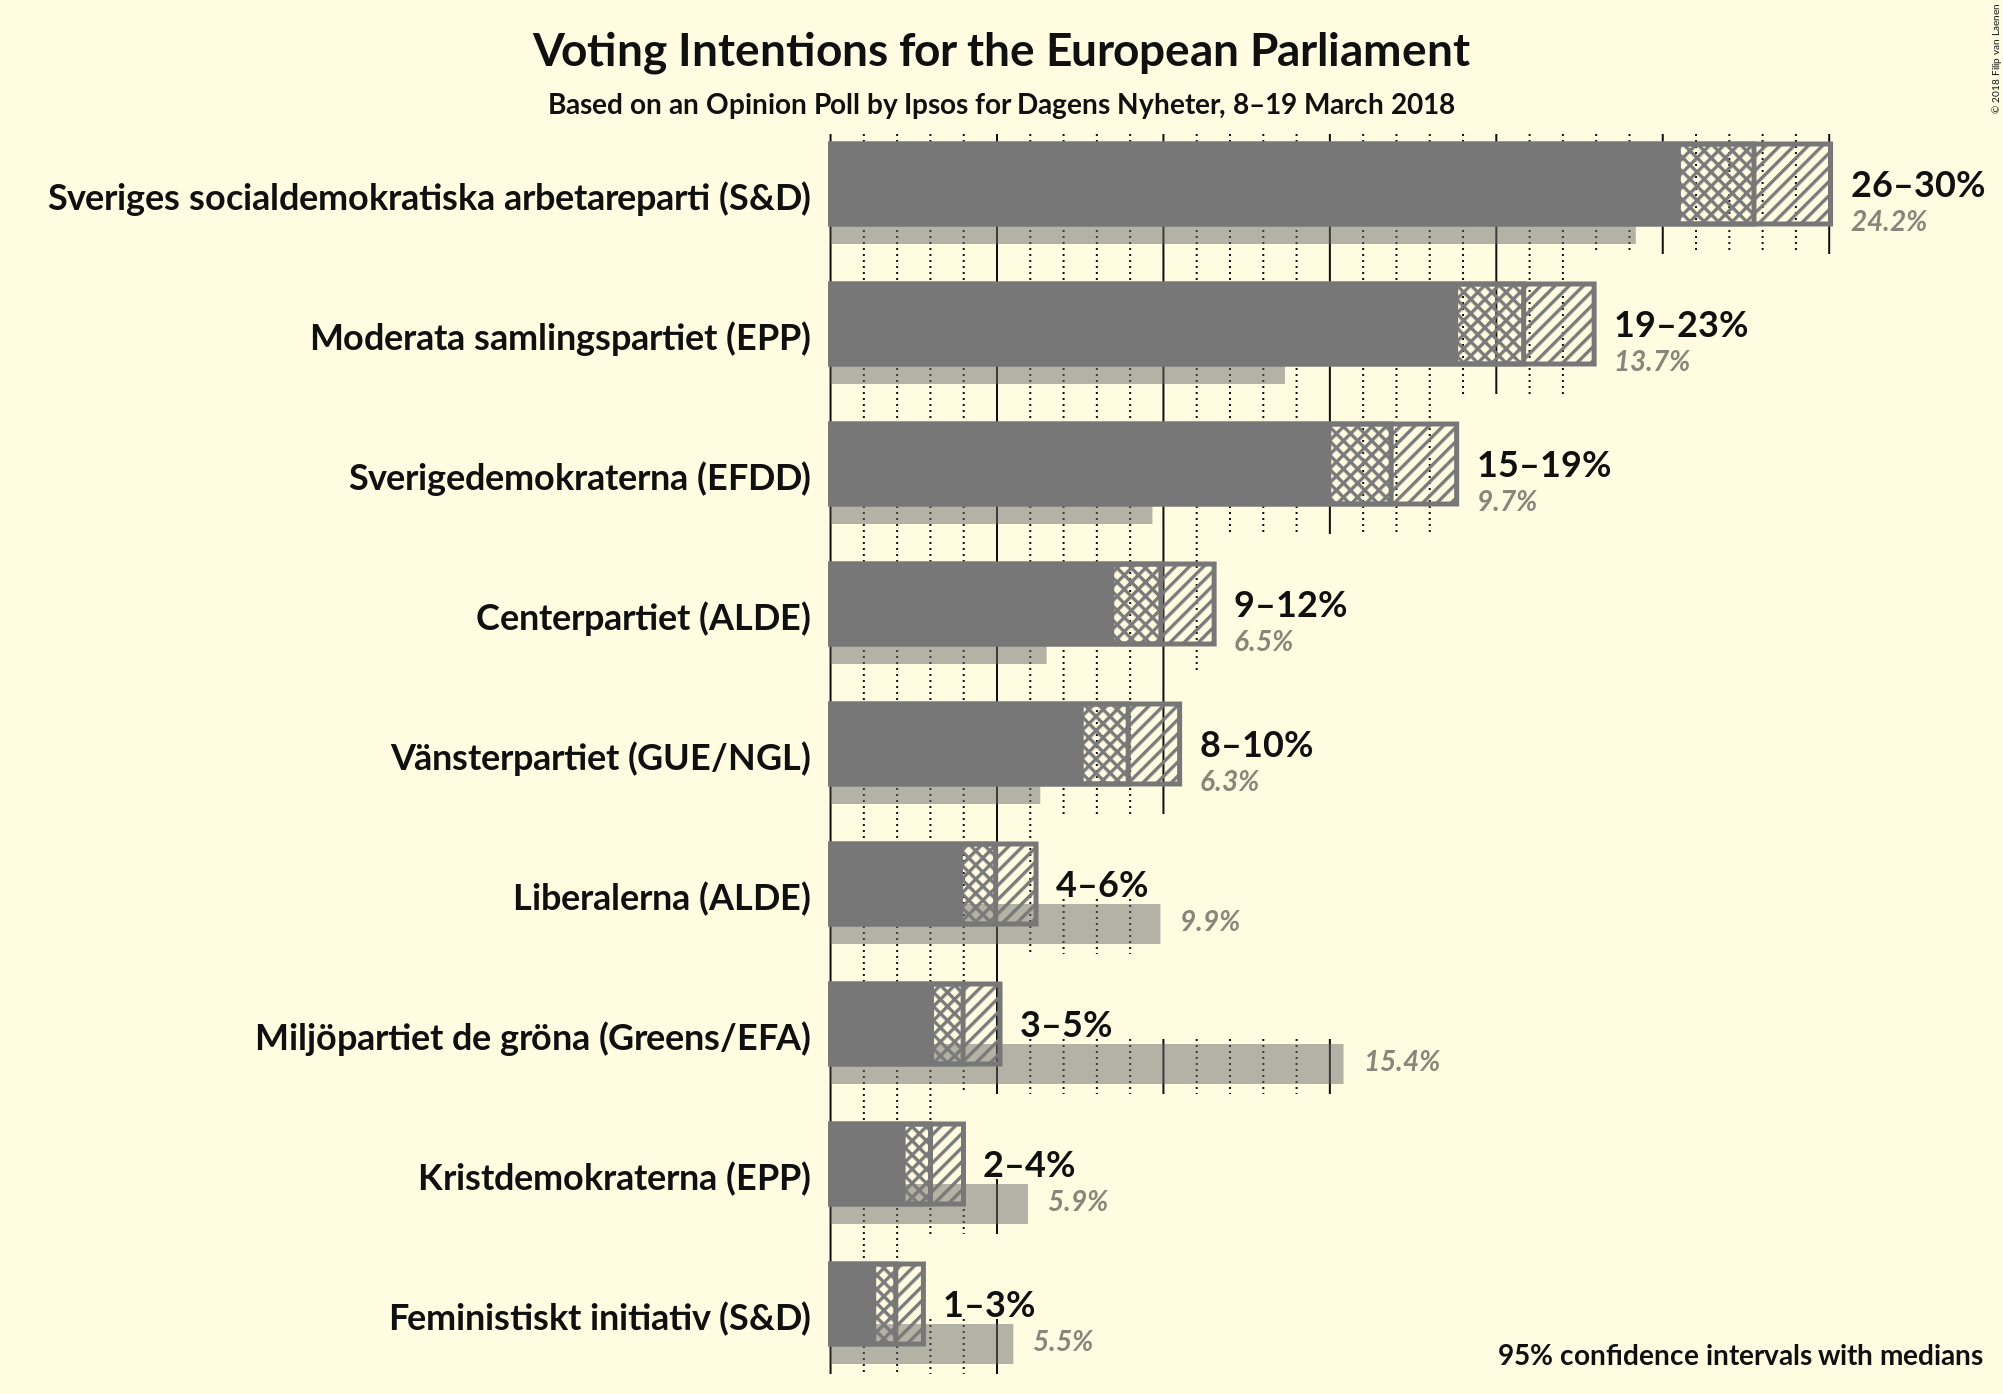 Voting Intentions for the European Parliament
Based on an Opinion Poll by Ipsos for Dagens Nyheter, 8–19 March 2018
© 2018 Filip van Laenen
Sveriges socialdemokratiska arbetareparti (S&D)
26–30%
24.2%
Moderata samlingspartiet (EPP)
19–23%
13.7%
Sverigedemokraterna (EFDD)
15–19%
9.7%
Centerpartiet (ALDE)
9–12%
6.5%
Vänsterpartiet (GUE/NGL)
8–10%
6.3%
Liberalerna (ALDE)
4–6%
9.9%
Miljöpartiet de gröna (Greens/EFA)
3–5%
15.4%
Kristdemokraterna (EPP)
2–4%
5.9%
Feministiskt initiativ (S&D)
1–3%
5.5%
95% confidence intervals with medians